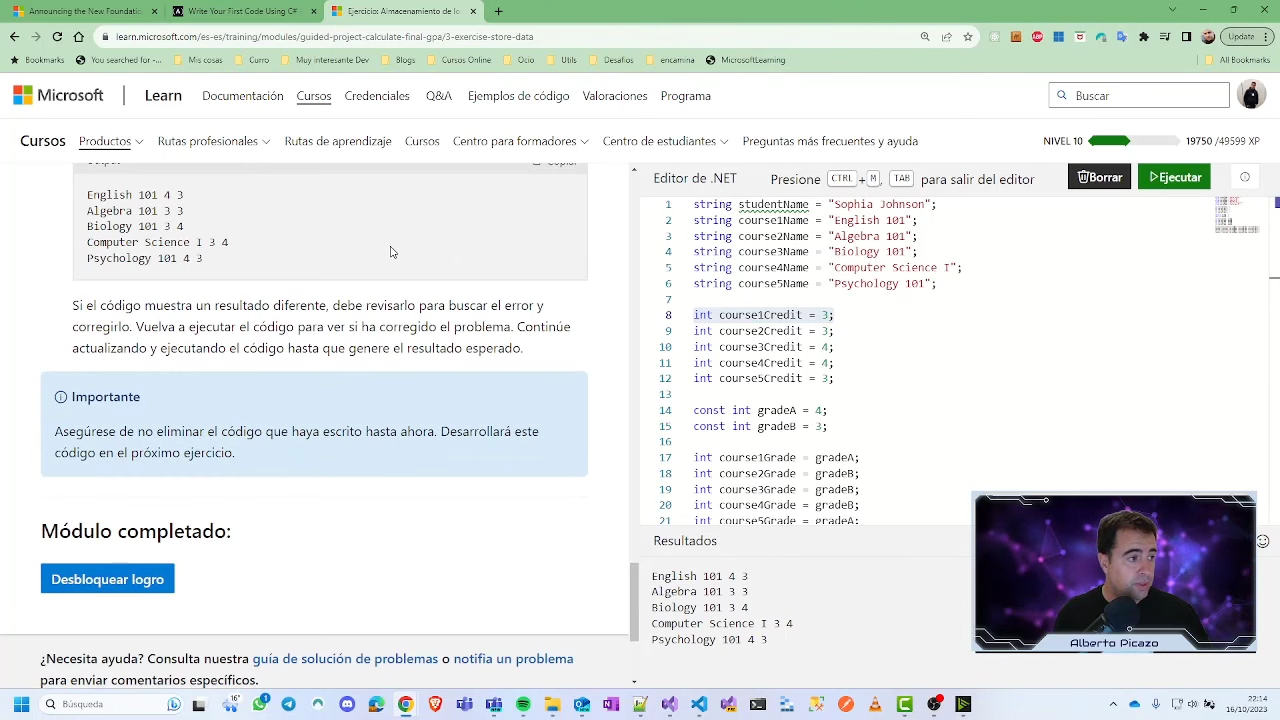 Announcing the New Foundatic
Write Your First Code Using C#
Ejercicio: Almacenamiento de lo
learn.microsoft.com/es-es/training/modules/guided-project-calculate-final-gpa/3-exercise-store-data
Update
Bookmarks
You searched for -...
Mis cosas
Curro
Muy interesante Dev
Blogs
Cursos Online
Ocio
Utils
Desafios
encamina
MicrosoftLearning
All Bookmarks
Microsoft
Learn
Documentación
Cursos
Credenciales
Q&A
Ejemplos de código
Valoraciones
Programa
Buscar
Cursos
Productos
Rutas profesionales
Rutas de aprendizaje
Cursos
Centro para formadores
Centro de estudiantes
Preguntas más frecuentes y ayuda
NIVEL 10
19750 /49599 XP
English 101 4 3
Algebra 101 3 3
Biology 101 3 4
Computer Science I 3 4
Psychology 101 4 3
Si el código muestra un resultado diferente, debe revisarlo para buscar el error y
corregirlo. Vuelva a ejecutar el código para ver si ha corregido el problema. Continúe
actualizando y ejecutando el código hasta que genere el resultado esperado.
Importante
Asegúrese de no eliminar el código que haya escrito hasta ahora. Desarrollará este
código en el próximo ejercicio.
Módulo completado:
Desbloquear logro
¿Necesita ayuda? Consulta nuestra guía de solución de problemas o notifia un problema
para enviar comentarios específicos.
Editor de .NET
Presione CTRL + M, TAB para salir del editor
Borrar
Ejecutar
1 string studentName = "Sophia Johnson";
2 string course1Name = "English 101";
3 string course2Name = "Algebra 101";
4 string course3Name = "Biology 101";
5 string course4Name = "Computer Science I";
6 string course5Name = "Psychology 101";
7
8 int course1Credit = 3;
9 int course2Credit = 3;
10 int course3Credit = 4;
11 int course4Credit = 4;
12 int course5Credit = 3;
13
14 const int gradeA = 4;
15 const int gradeB = 3;
16
17 int course1Grade = gradeA;
18 int course2Grade = gradeB;
19 int course3Grade = gradeB;
20 int course4Grade = gradeB;
21 int course5Grade = gradeA;
Resultados
English 101 4 3
Algebra 101 3 3
Biology 101 3 4
Computer Science I 3 4
Psychology 101 4 3
Alberto Picazo
Búsqueda
16°
22:14
16/10/2023